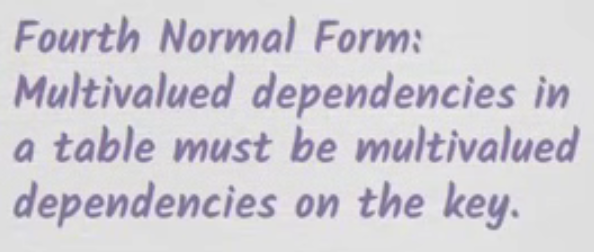 Fourth Normal Form:
Multivalued dependencies in
a table must be multivalued
dependencies on the key.